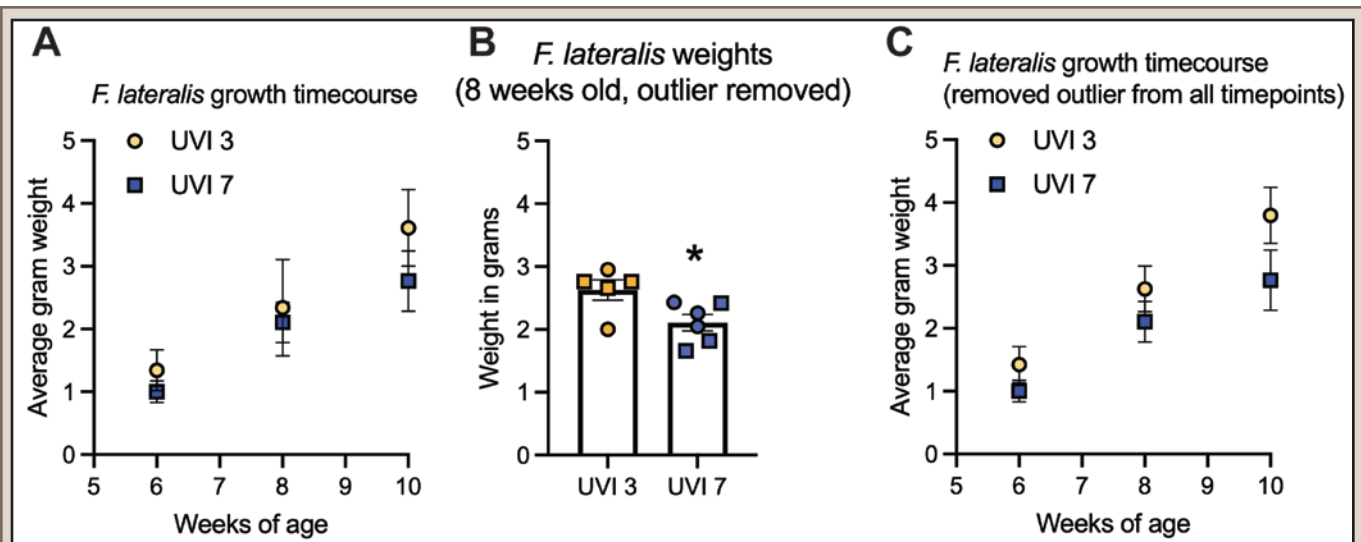 A
F. lateralis growth timecourse
UVI 3
UVI 7
Average gram weight
5
4
3
2
1
0
5 6 7 8 9 10
Weeks of age
B
F. lateralis weights
(8 weeks old, outlier removed)
Weight in grams
5
4
3
2
1
0
*
UVI 3 UVI 7
C
F. lateralis growth timecourse
(removed outlier from all timepoints)
UVI 3
UVI 7
Average gram weight
5
4
3
2
1
0
5 6 7 8 9 10
Weeks of age